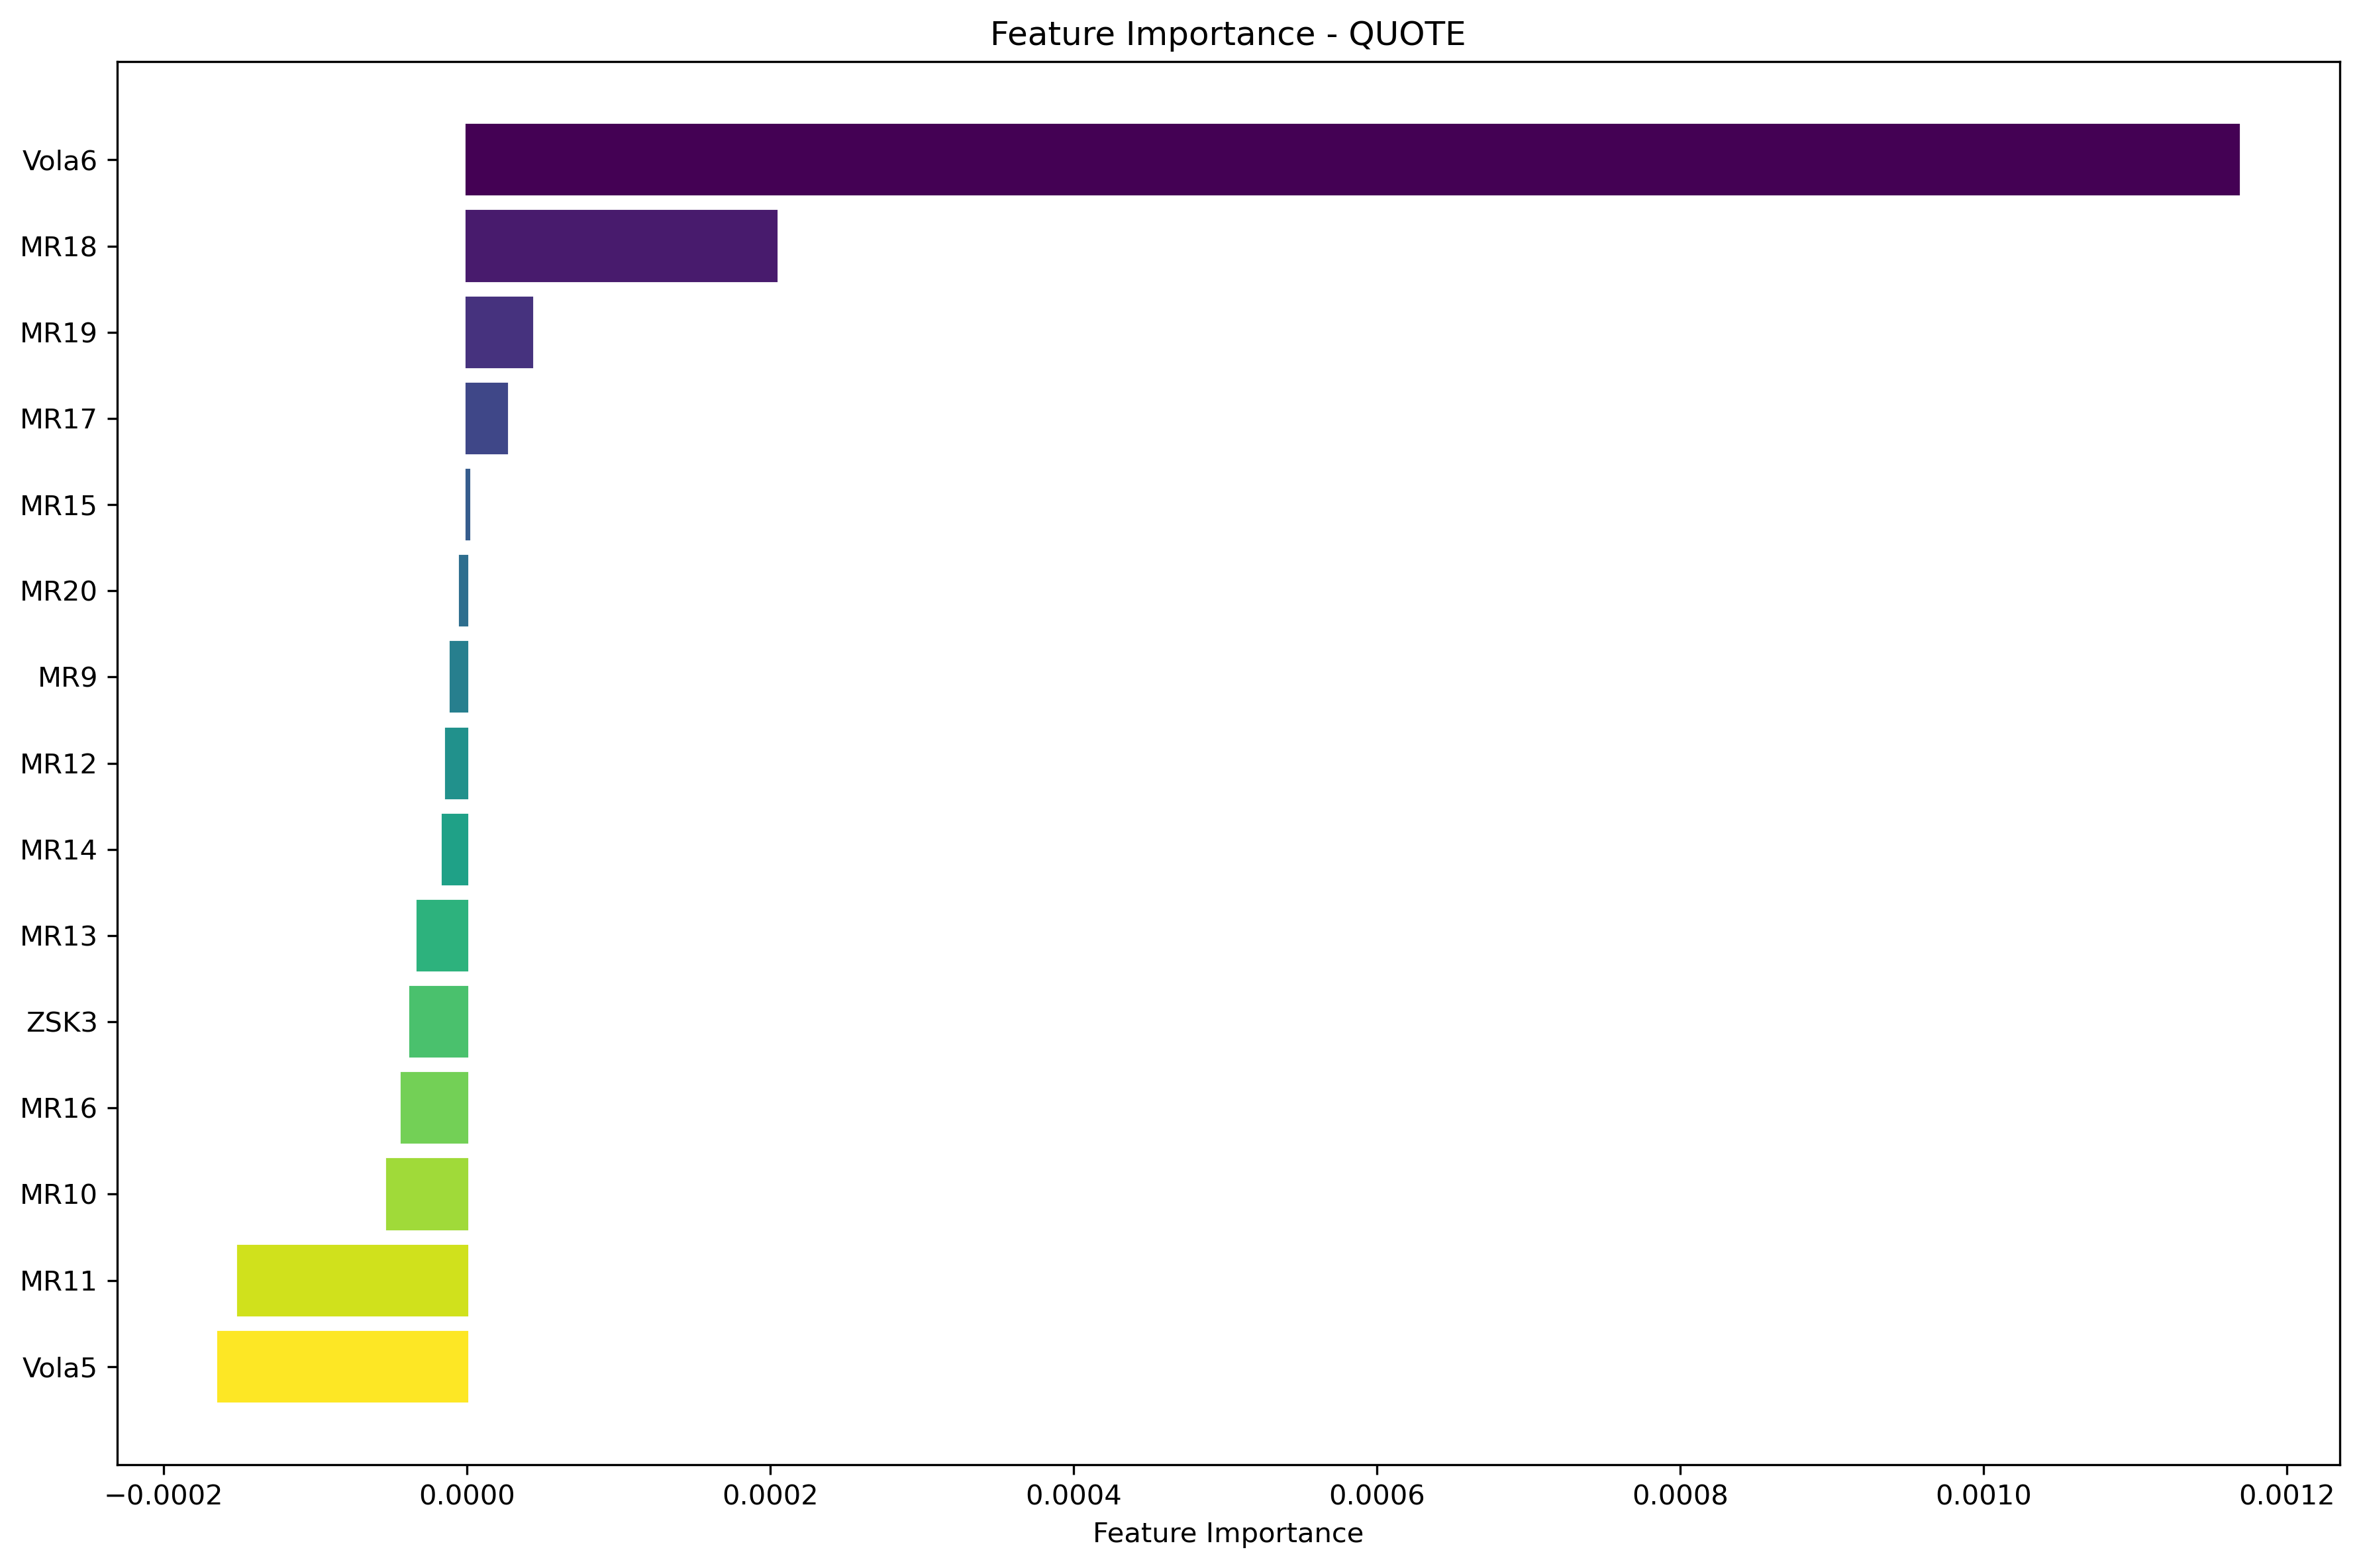 Feature Importance - QUOTE
Vola6
MR18
MR19
MR17
MR15
MR20
MR9
MR12
MR14
MR13
ZSK3
MR16
MR10
MR11
Vola5
−0.0002 0.0000 0.0002 0.0004 0.0006 0.0008 0.0010 0.0012
Feature Importance